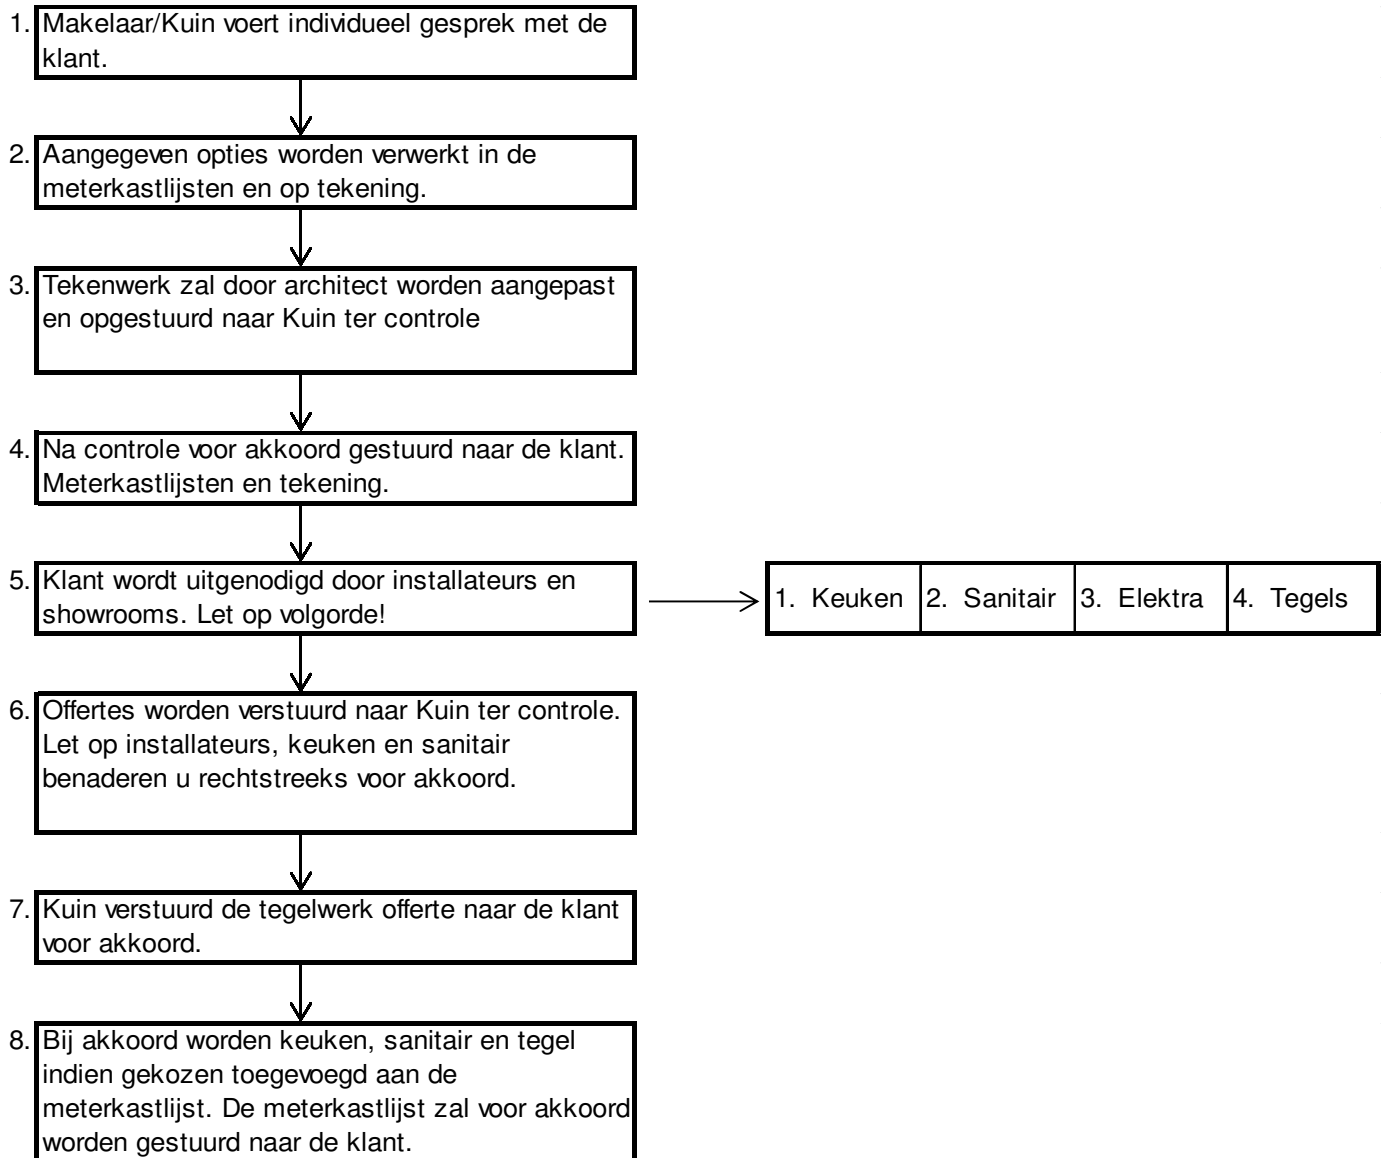 1. Makelaar/Kuin voert individueel gesprek met de
klant.
2. Aangegeven opties worden verwerkt in de
meterkastlijsten en op tekening.
3. Tekenwerk zal door architect worden aangepast
en opgestuurd naar Kuin ter controle
4. Na controle voor akkoord gestuurd naar de klant.
Meterkastlijsten en tekening.
5. Klant wordt uitgenodigd door installateurs en
showrooms. Let op volgorde!
1. Keuken 2. Sanitair 3. Elektra 4. Tegels
6. Offertes worden verstuurd naar Kuin ter controle.
Let op installateurs, keuken en sanitair
benaderen u rechtstreeks voor akkoord.
7. Kuin verstuurd de tegelwerk offerte naar de klant
voor akkoord.
8. Bij akkoord worden keuken, sanitair en tegel
indien gekozen toegevoegd aan de
meterkastlijst. De meterkastlijst zal voor akkoord
worden gestuurd naar de klant.